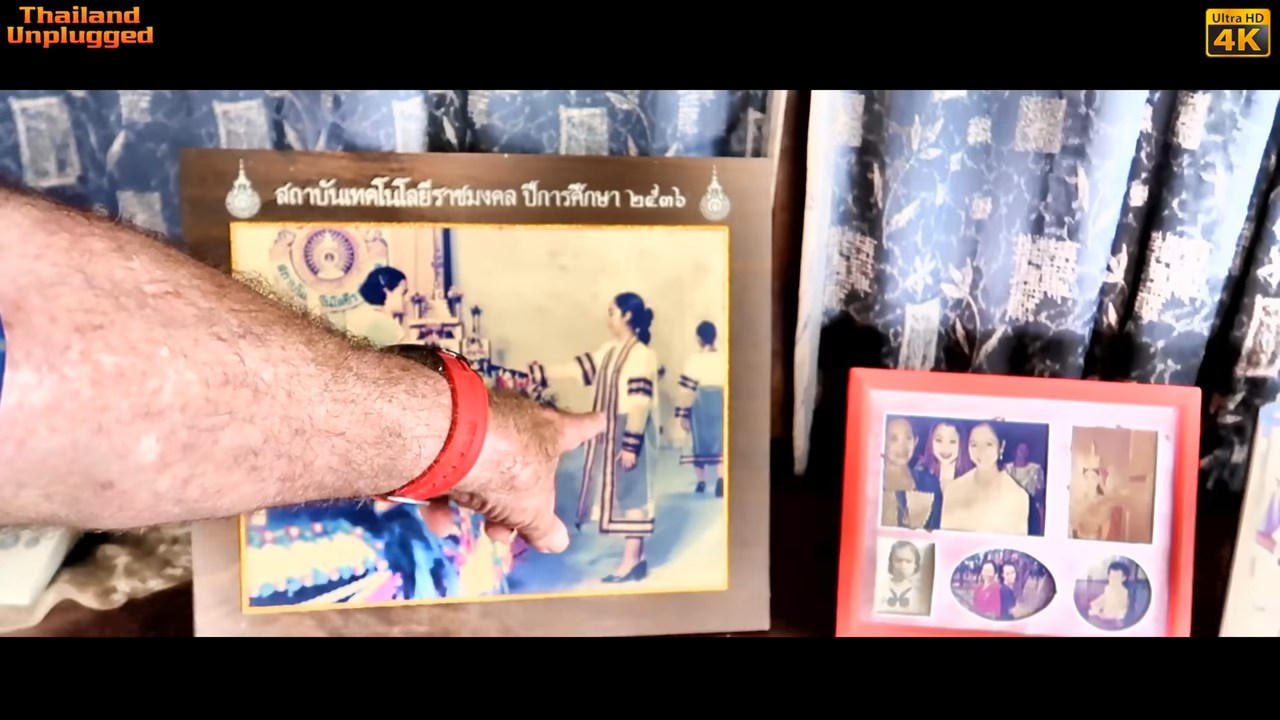 Thailand
Unplugged
Ultra HD
4K
สถาบันเทคโนโลยีราชมงคล ปีการศึกษา ๒๕๓๖